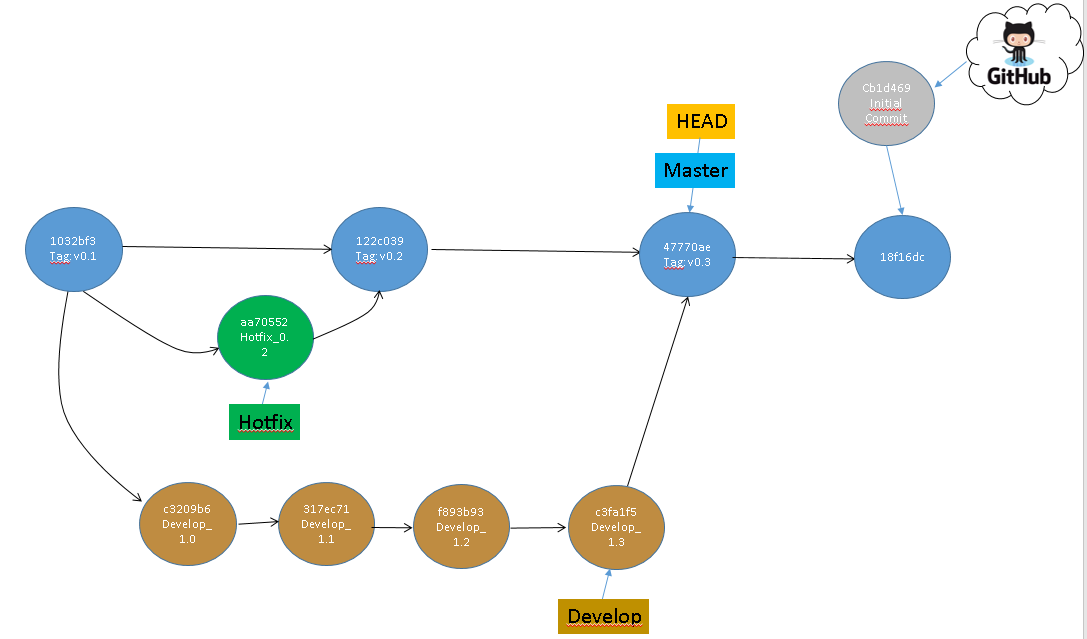 GitHub
Cb1d469
Initial
Commit
HEAD
Master
1032bf3
Tag:v0.1
122c039
Tag:v0.2
47770ae
Tag:v0.3
18f16dc
aa70552
Hotfix_0.
2
Hotfix
c3209b6
Develop_
1.0
317ec71
Develop_
1.1
f893b93
Develop_
1.2
c3fa1f5
Develop_
1.3
Develop